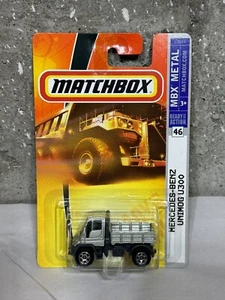 MATCHBOX
MBX METAL
MATCHBOX.COM
READY FOR
ACTION
46
MERCEDES-BENZ
UNIMOG U300